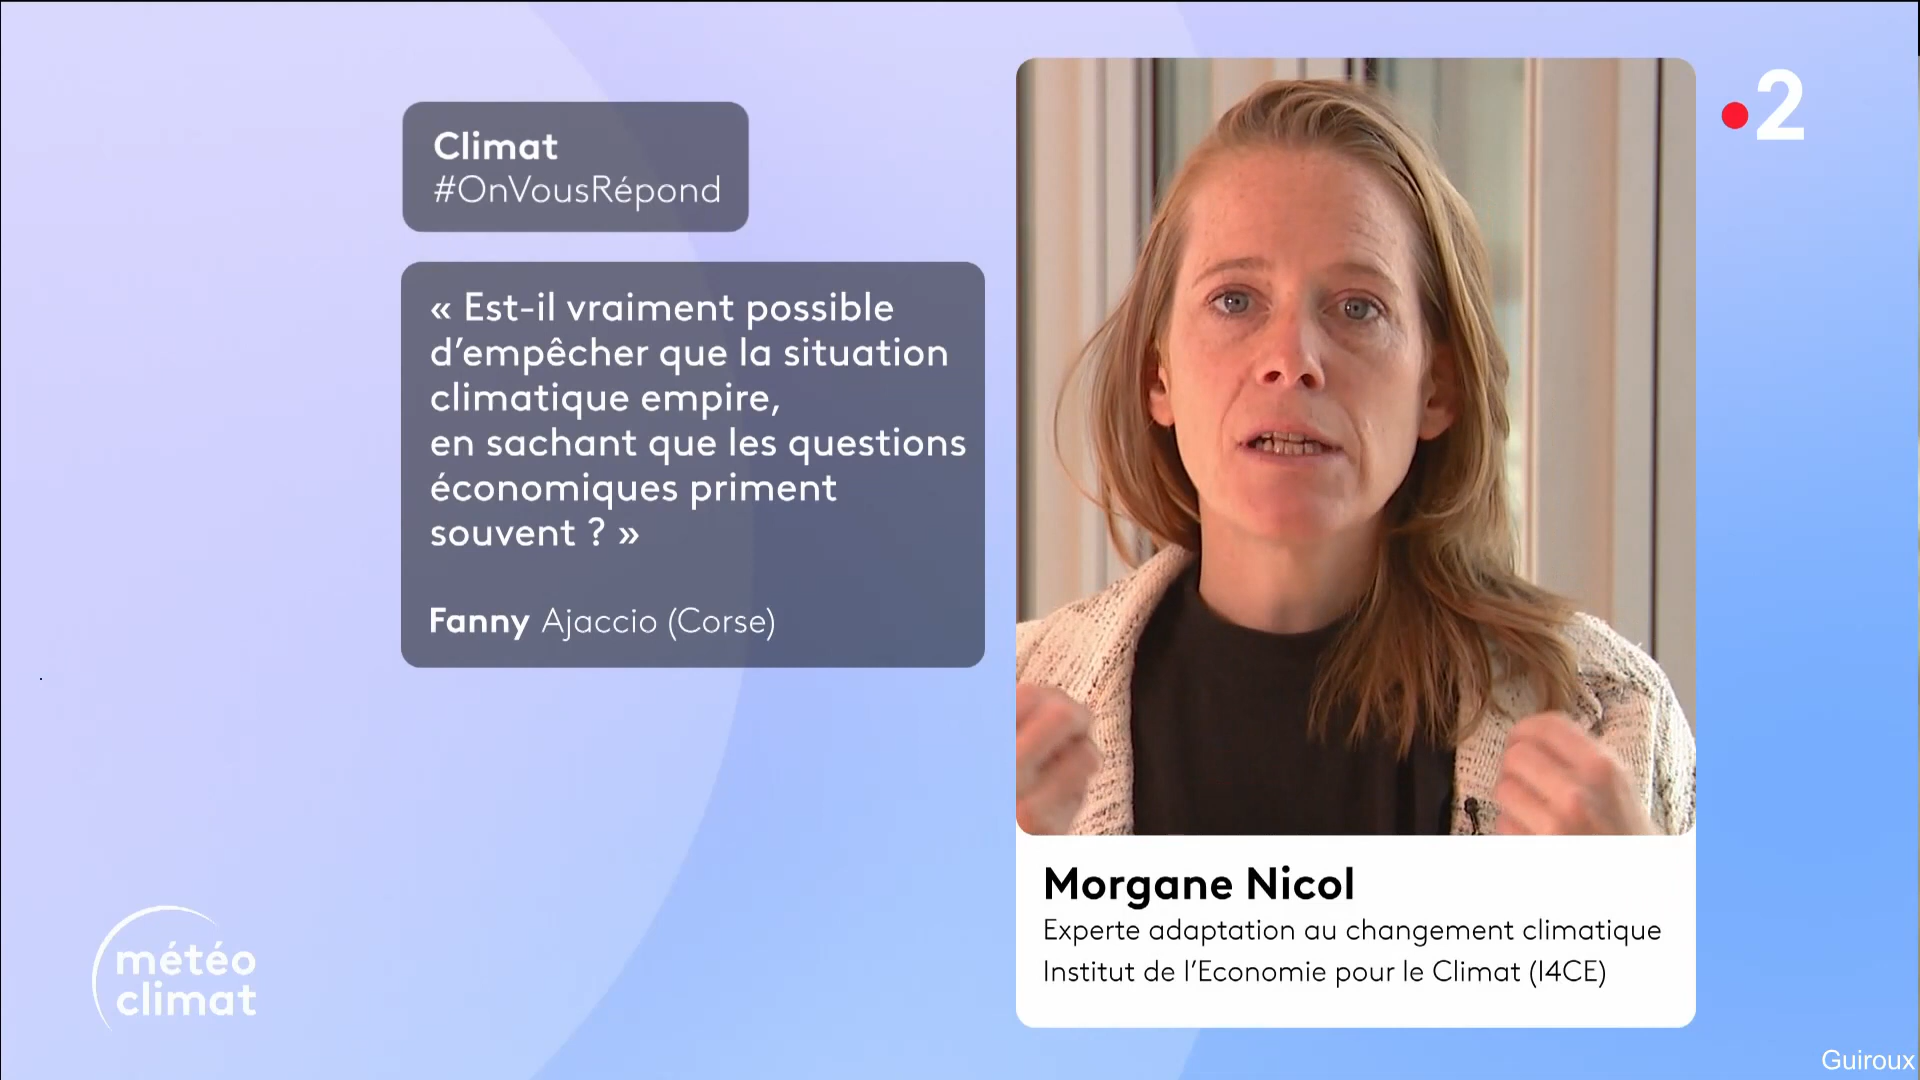 Climat
#OnVousRépond
« Est-il vraiment possible
d’empêcher que la situation
climatique empire,
en sachant que les questions
économiques priment
souvent ? »
Fanny Ajaccio (Corse)
2
Morgane Nicol
Experte adaptation au changement climatique
Institut de l’Economie pour le Climat (I4CE)
météo
climat
Guiroux